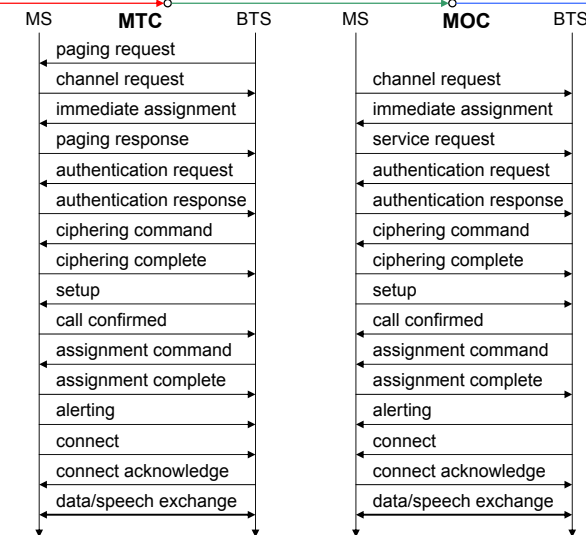 MS MTC BTS
paging request
channel request
immediate assignment
paging response
authentication request
authentication response
ciphering command
ciphering complete
setup
call confirmed
assignment command
assignment complete
alerting
connect
connect acknowledge
data/speech exchange
MS MOC BTS
channel request
immediate assignment
service request
authentication request
authentication response
ciphering command
ciphering complete
setup
call confirmed
assignment command
assignment complete
alerting
connect
connect acknowledge
data/speech exchange